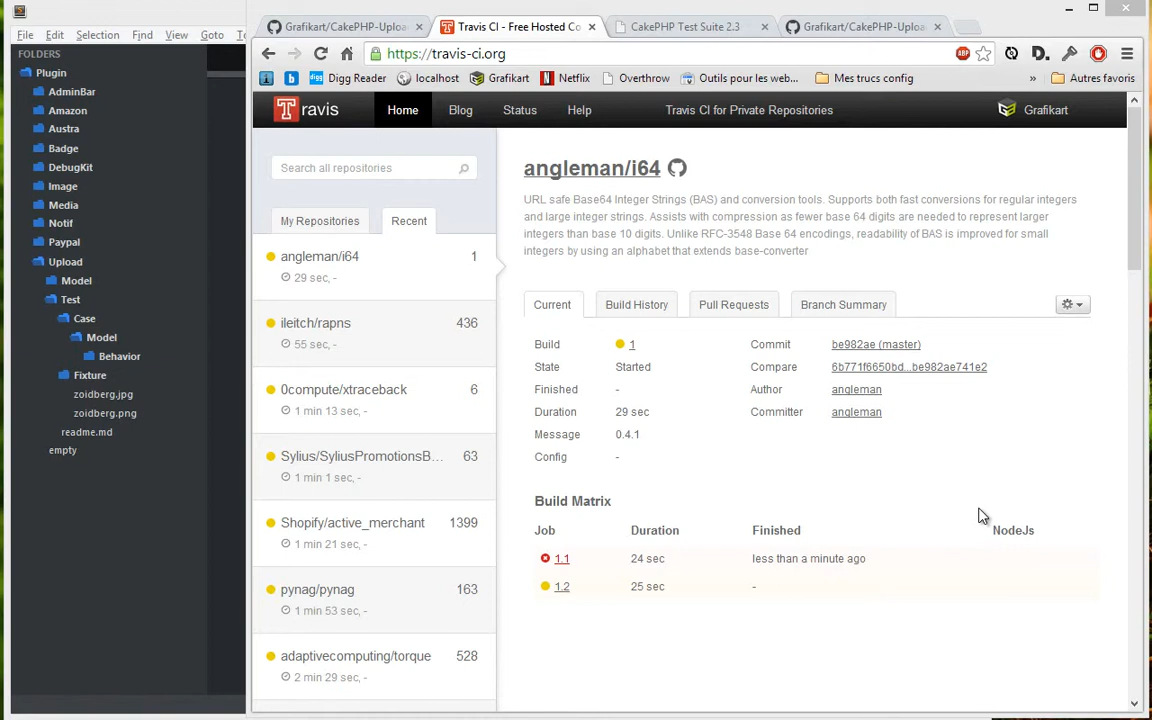 File Edit Selection Find View Goto
FOLDERS
Plugin
AdminBar
Amazon
Austra
Badge
DebugKit
Image
Media
Notif
Paypal
Upload
Model
Test
Case
Model
Behavior
Fixture
zoidberg.jpg
zoidberg.png
readme.md
empty
Grafikart/CakePHP-Uploa
Travis CI - Free Hosted Co
CakePHP Test Suite 2.3
Grafikart/CakePHP-Uploa
https://travis-ci.org
ABP
D.
b
digg
Digg Reader
localhost
Grafikart
Netflix
Overthrow
Outils pour les web...
Mes trucs config
»
Autres favoris
Travis
Home
Blog
Status
Help
Travis CI for Private Repositories
Grafikart
Search all repositories
My Repositories
Recent
angleman/i64 1
29 sec, -
ileitch/rapns 436
55 sec, -
0compute/xtraceback 6
1 min 13 sec, -
Sylius/SyliusPromotionsB... 63
1 min 1 sec, -
Shopify/active_merchant 1399
1 min 21 sec, -
pynag/pynag 163
1 min 53 sec, -
adaptivecomputing/torque 528
2 min 29 sec, -
angleman/i64
URL safe Base64 Integer Strings (BAS) and conversion tools. Supports both fast conversions for regular integers
and large integer strings. Assists with compression as fewer base 64 digits are needed to represent larger
integers than base 10 digits. Unlike RFC-3548 Base 64 encodings, readability of BAS is improved for small
integers by using an alphabet that extends base-converter
Current
Build History
Pull Requests
Branch Summary
Build 1
State Started
Finished -
Duration 29 sec
Message 0.4.1
Config -
Commit be982ae (master)
Compare 6b771f6650bd...be982ae741e2
Author angleman
Committer angleman
Build Matrix
Job Duration Finished NodeJs
1.1 24 sec less than a minute ago
1.2 25 sec -